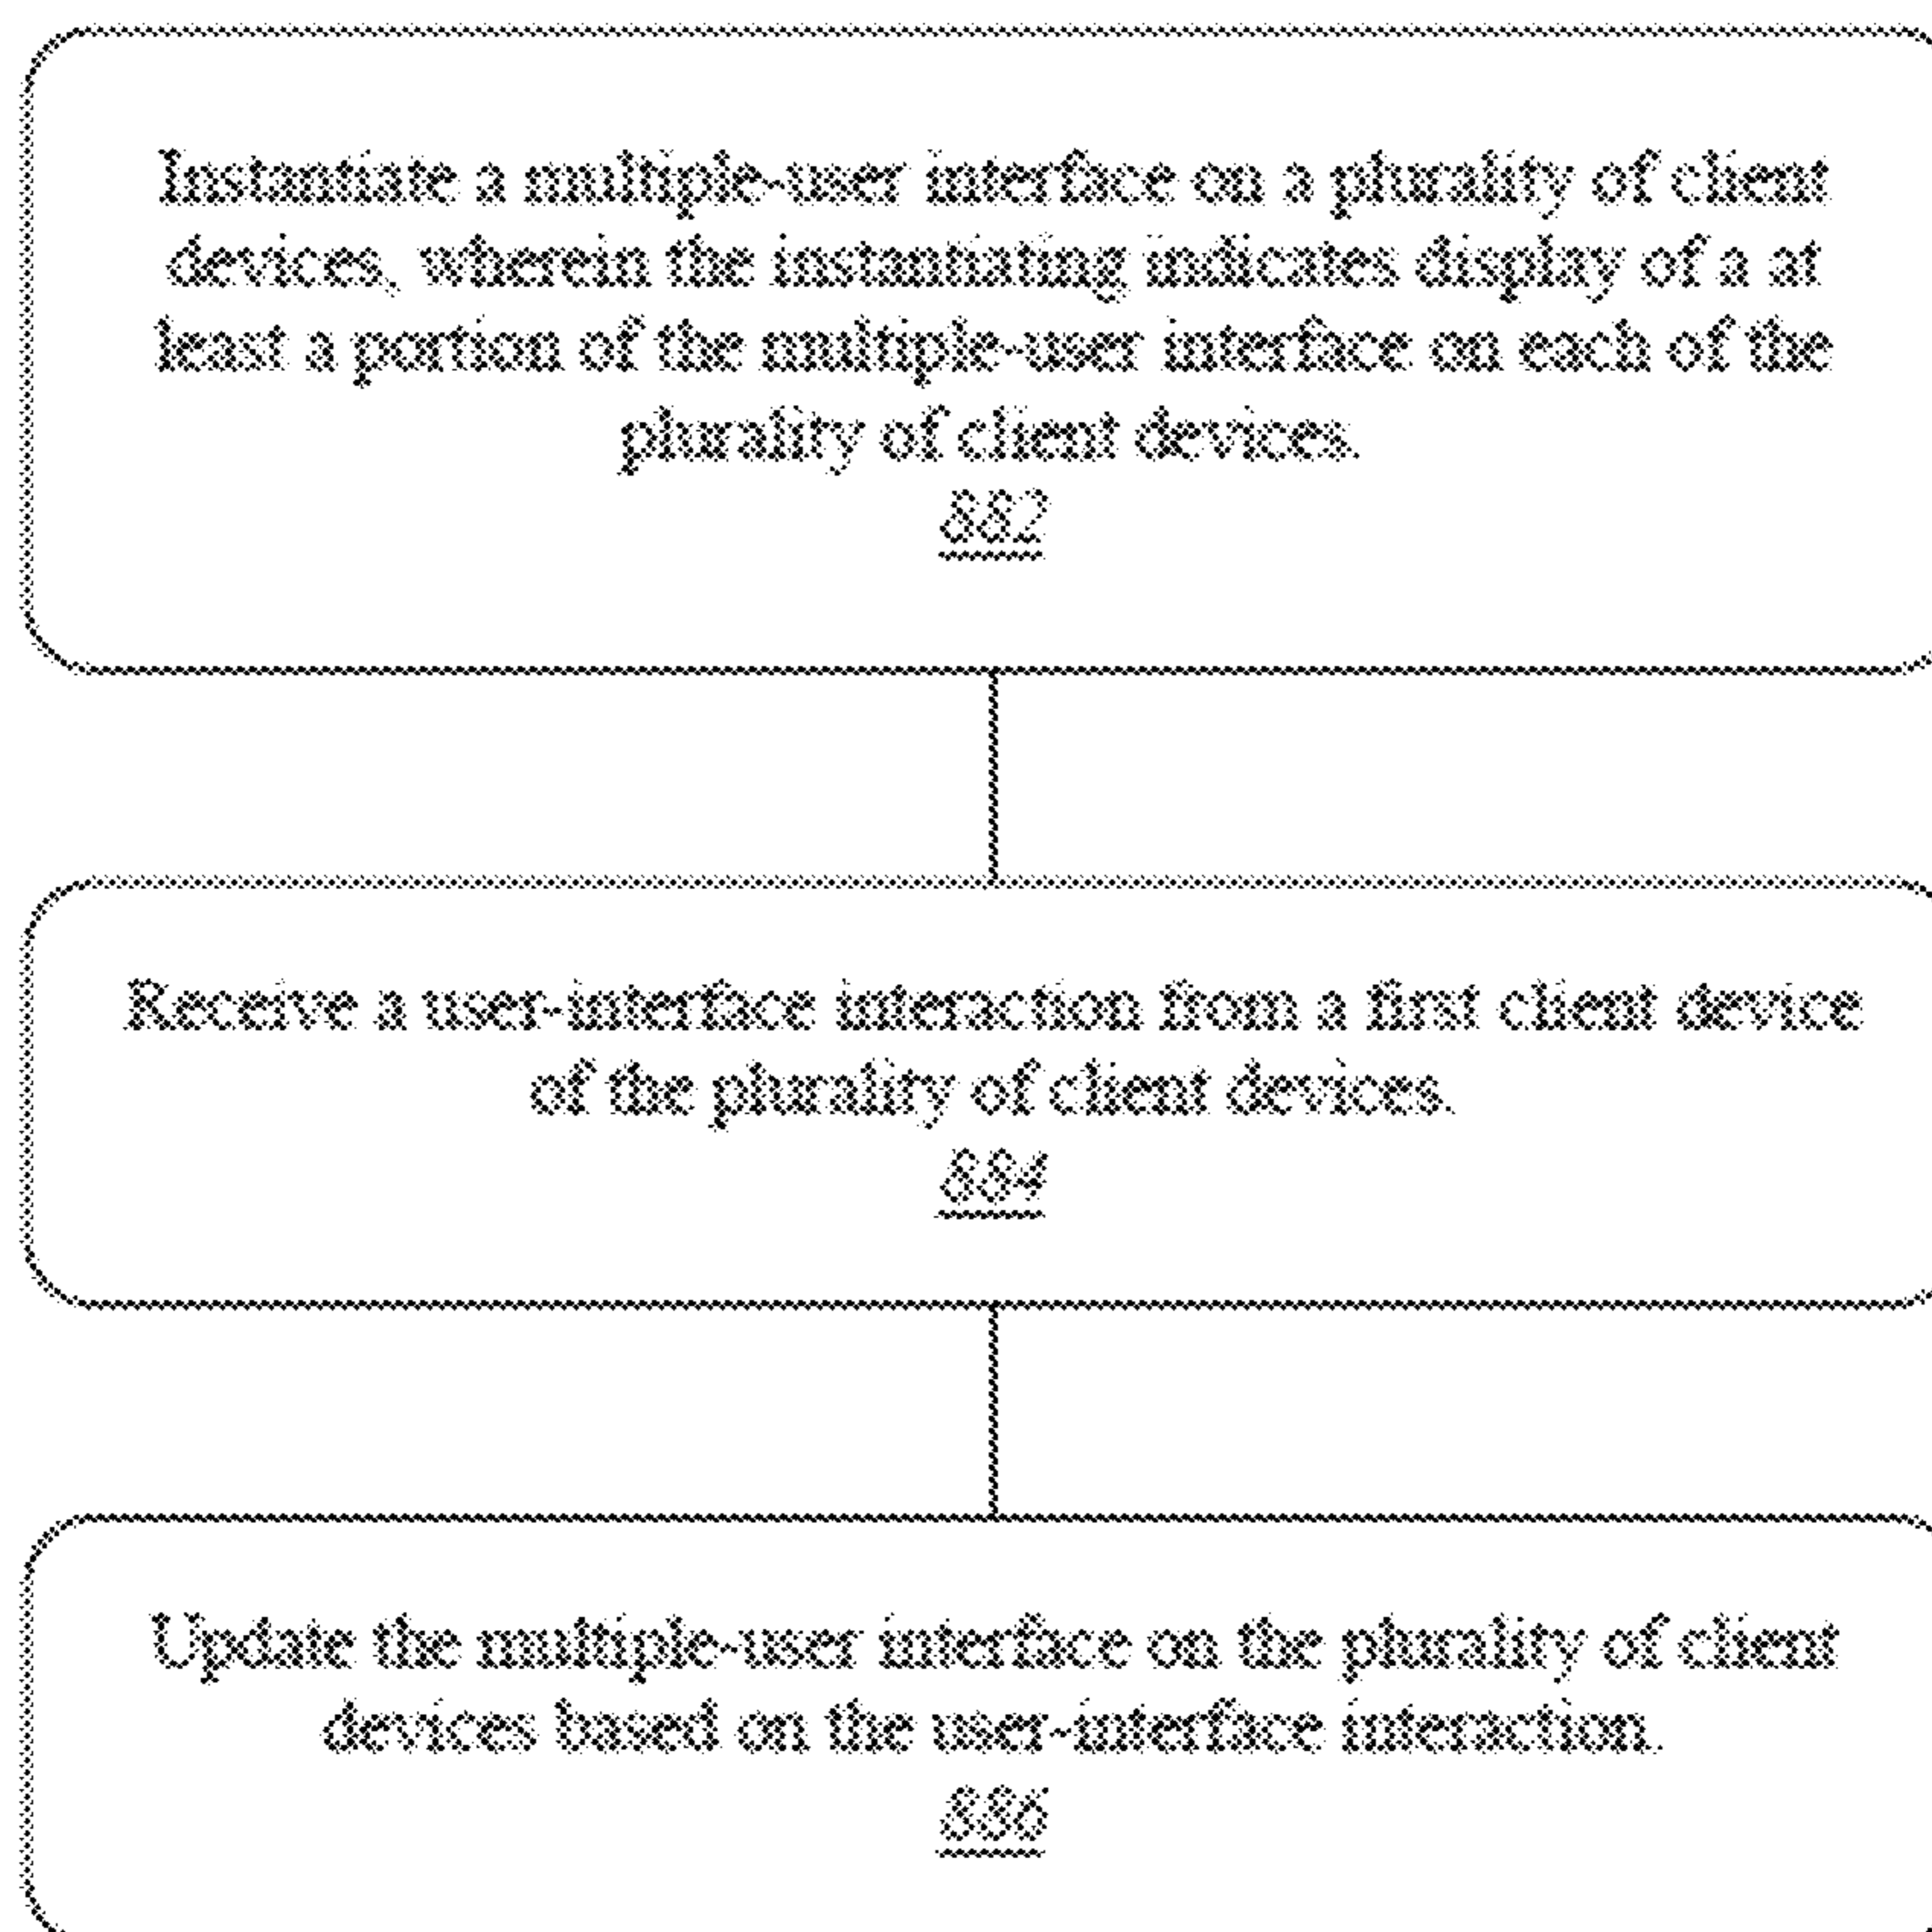 Instantiate a multiple-user interface on a plurality of client
devices, wherein the instantiating indicates display of a at
least a portion of the multiple-user interface on each of the
plurality of client devices.
882
Receive a user-interface interaction from a first client device
of the plurality of client devices.
884
Update the multiple-user interface on the plurality of client
devices based on the user-interface interaction.
886